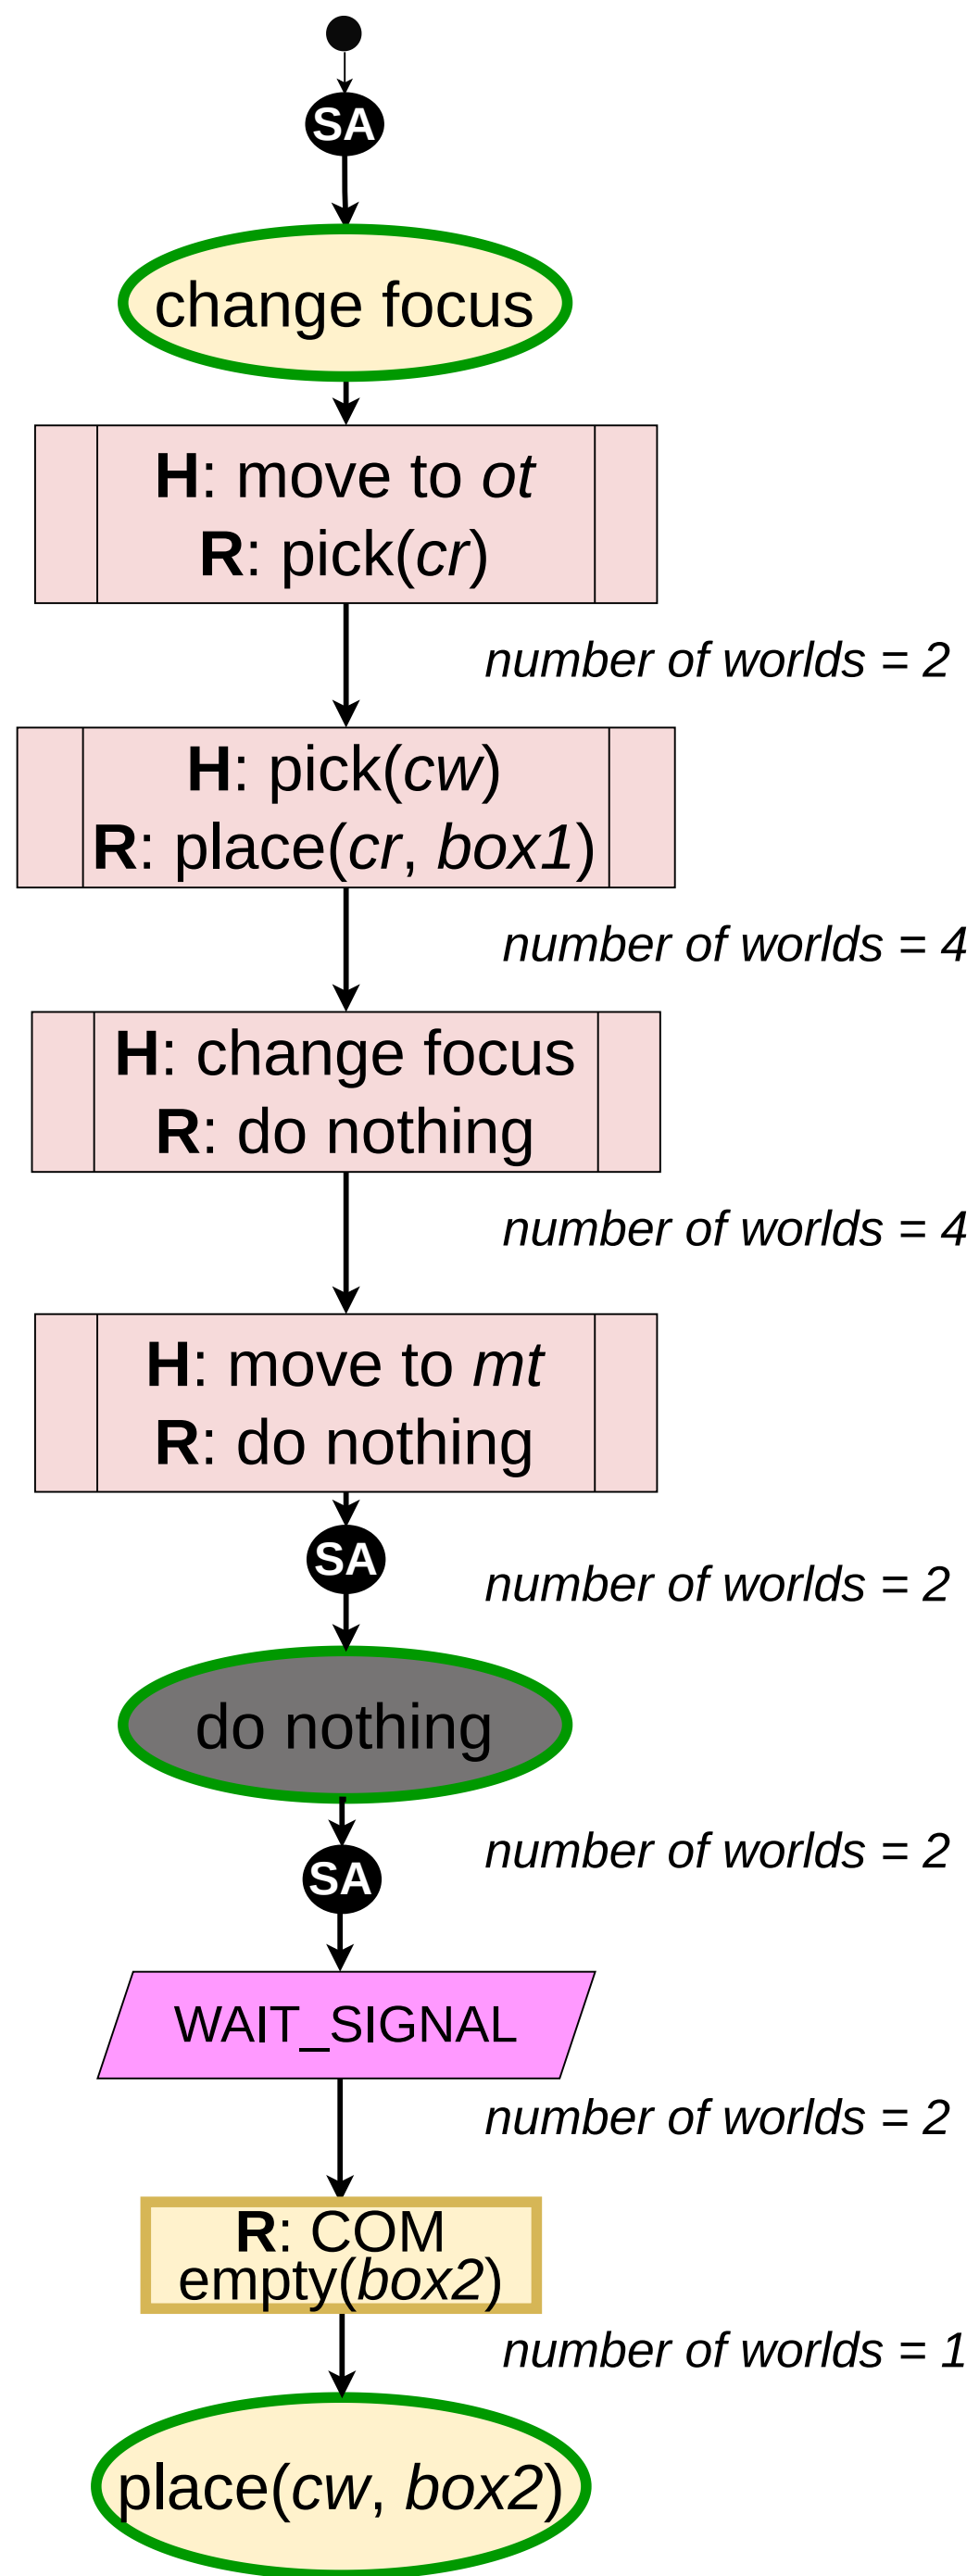 SA
change focus
H: move to ot
R: pick(cr)
number of worlds = 2
H: pick(cw)
R: place(cr, box1)
number of worlds = 4
H: change focus
R: do nothing
number of worlds = 4
H: move to mt
R: do nothing
SA
number of worlds = 2
do nothing
number of worlds = 2
SA
WAIT_SIGNAL
number of worlds = 2
R: COM
empty(box2)
number of worlds = 1
place(cw, box2)